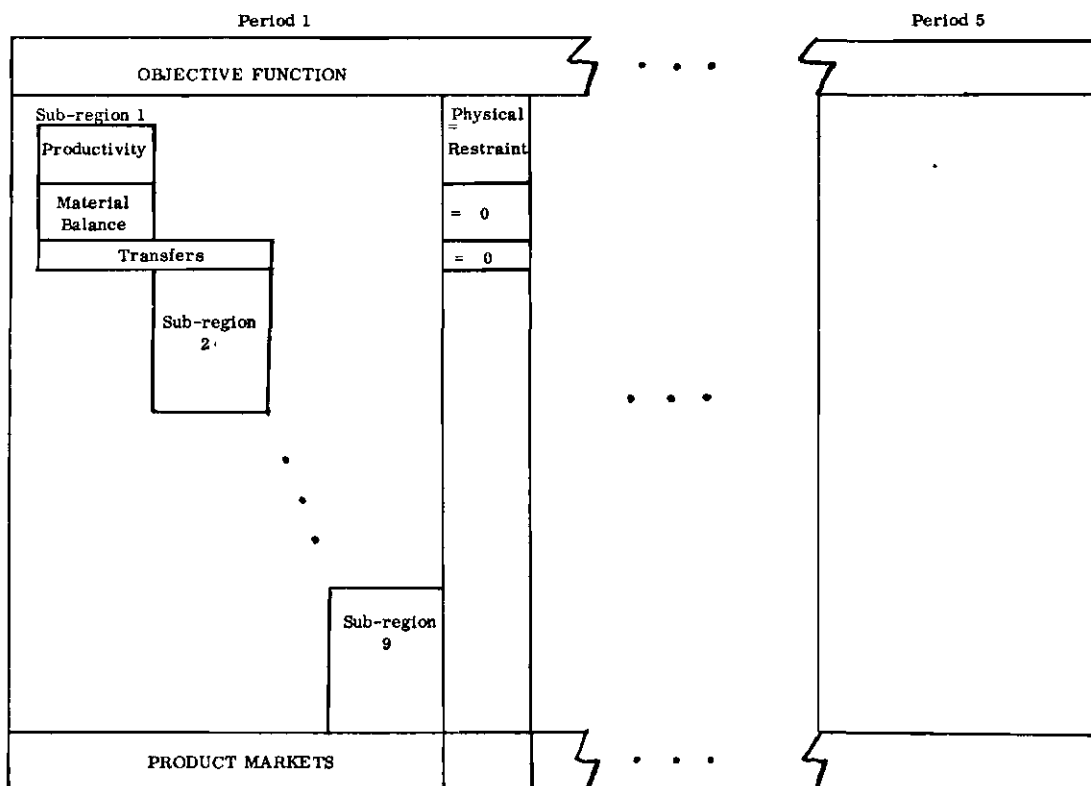 Period 1
Period 5
OBJECTIVE FUNCTION
Sub-region 1
Productivity
Material
Balance
Transfers
Sub-region
2
Sub-region
9
Physical
=
Restraint
= 0
= 0
PRODUCT MARKETS